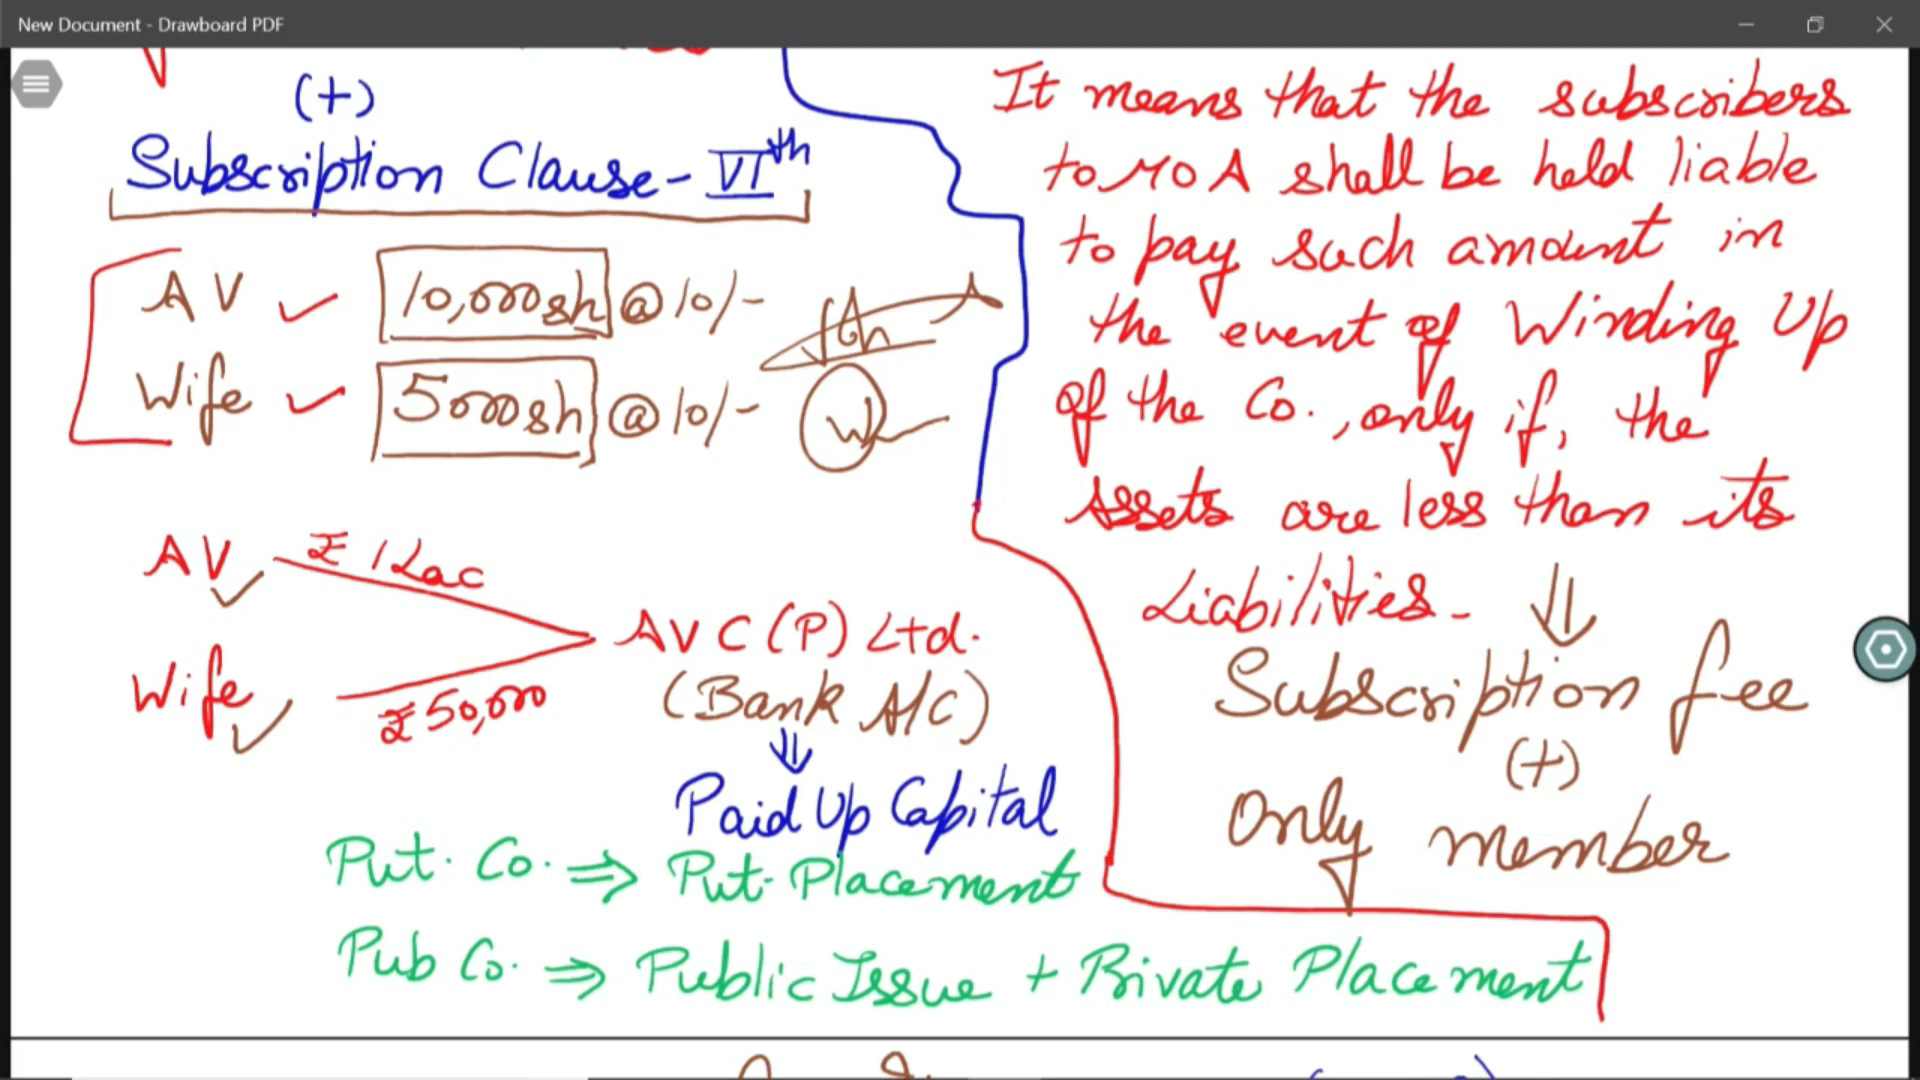 New Document - Drawboard PDF
(+)
Subscription Clause - VIth
AV ✓ 10,000sh @ 10/-
Wife ✓ 5000sh @ 10/-
AV ₹ 1 Lac
Wife ₹ 50,000
AVC (P) Ltd.
(Bank A/C)
⇓
Paid Up Capital
Pvt. Co. ⇒ Pvt. Placement
Pub Co. ⇒ Public Issue + Private Placement
It means that the subscribers
to MOA shall be held liable
to pay such amount in
the event of Winding Up
of the Co., only if, the
Assets are less than its
Liabilities.
⇓
Subscription fee
(+)
Only member